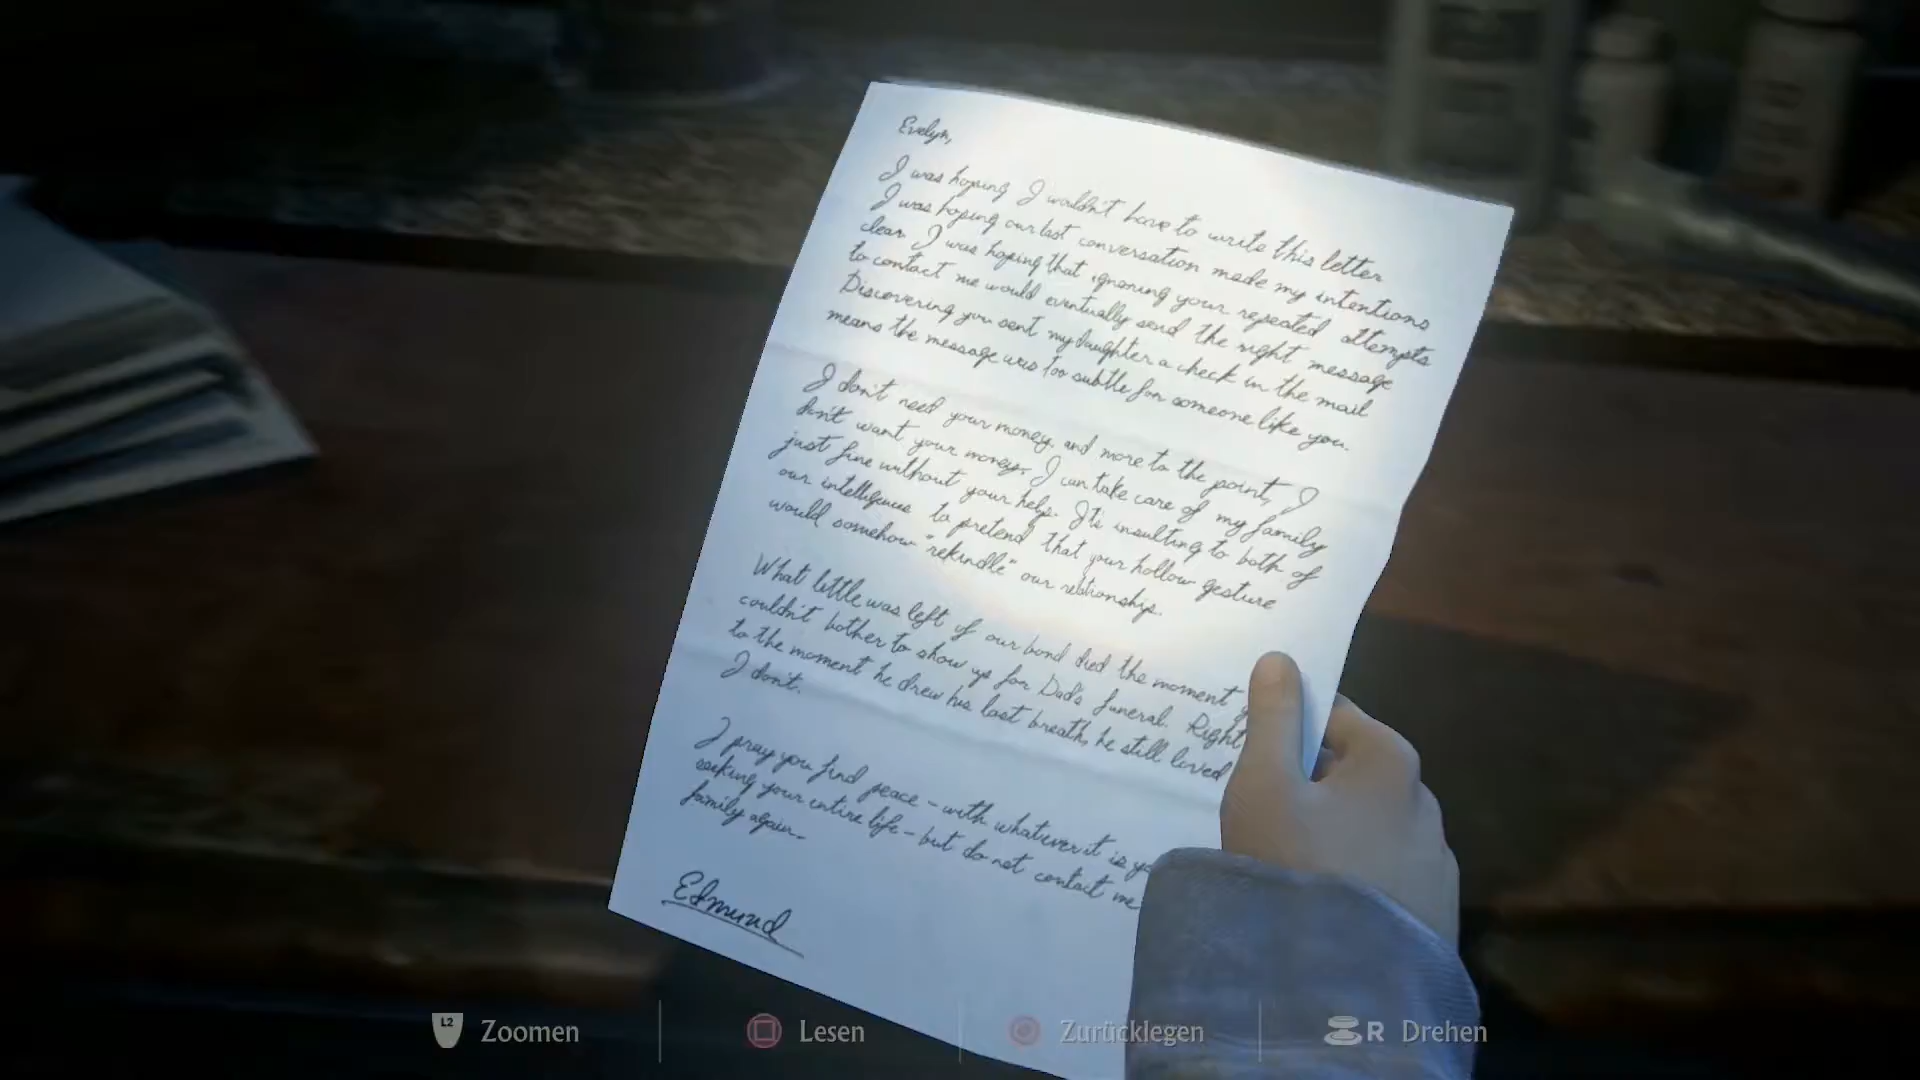 Evelyn,
I was hoping I wouldn't have to write this letter
I was hoping our last conversation made my intentions
clear. I was hoping that ignoring your repeated attempts
to contact me would eventually send the right message
Discovering you sent my daughter a check in the mail
means the message was too subtle for someone like you.
I don't need your money, and more to the point, I
don't want your money. I can take care of my family
just fine without your help. It's insulting to both of
our intelligences to pretend that your hollow gesture
would somehow "rekindle" our relationship.
What little was left of our bond died the moment
couldn't bother to show up for Dad's funeral. Right
to the moment he drew his last breath, he still loved
I don't.
I pray you find peace - with whatever it is
seeking your entire life - but do not contact me
family again.
Edmund
L2 Zoomen
Lesen
Zurücklegen
R Drehen